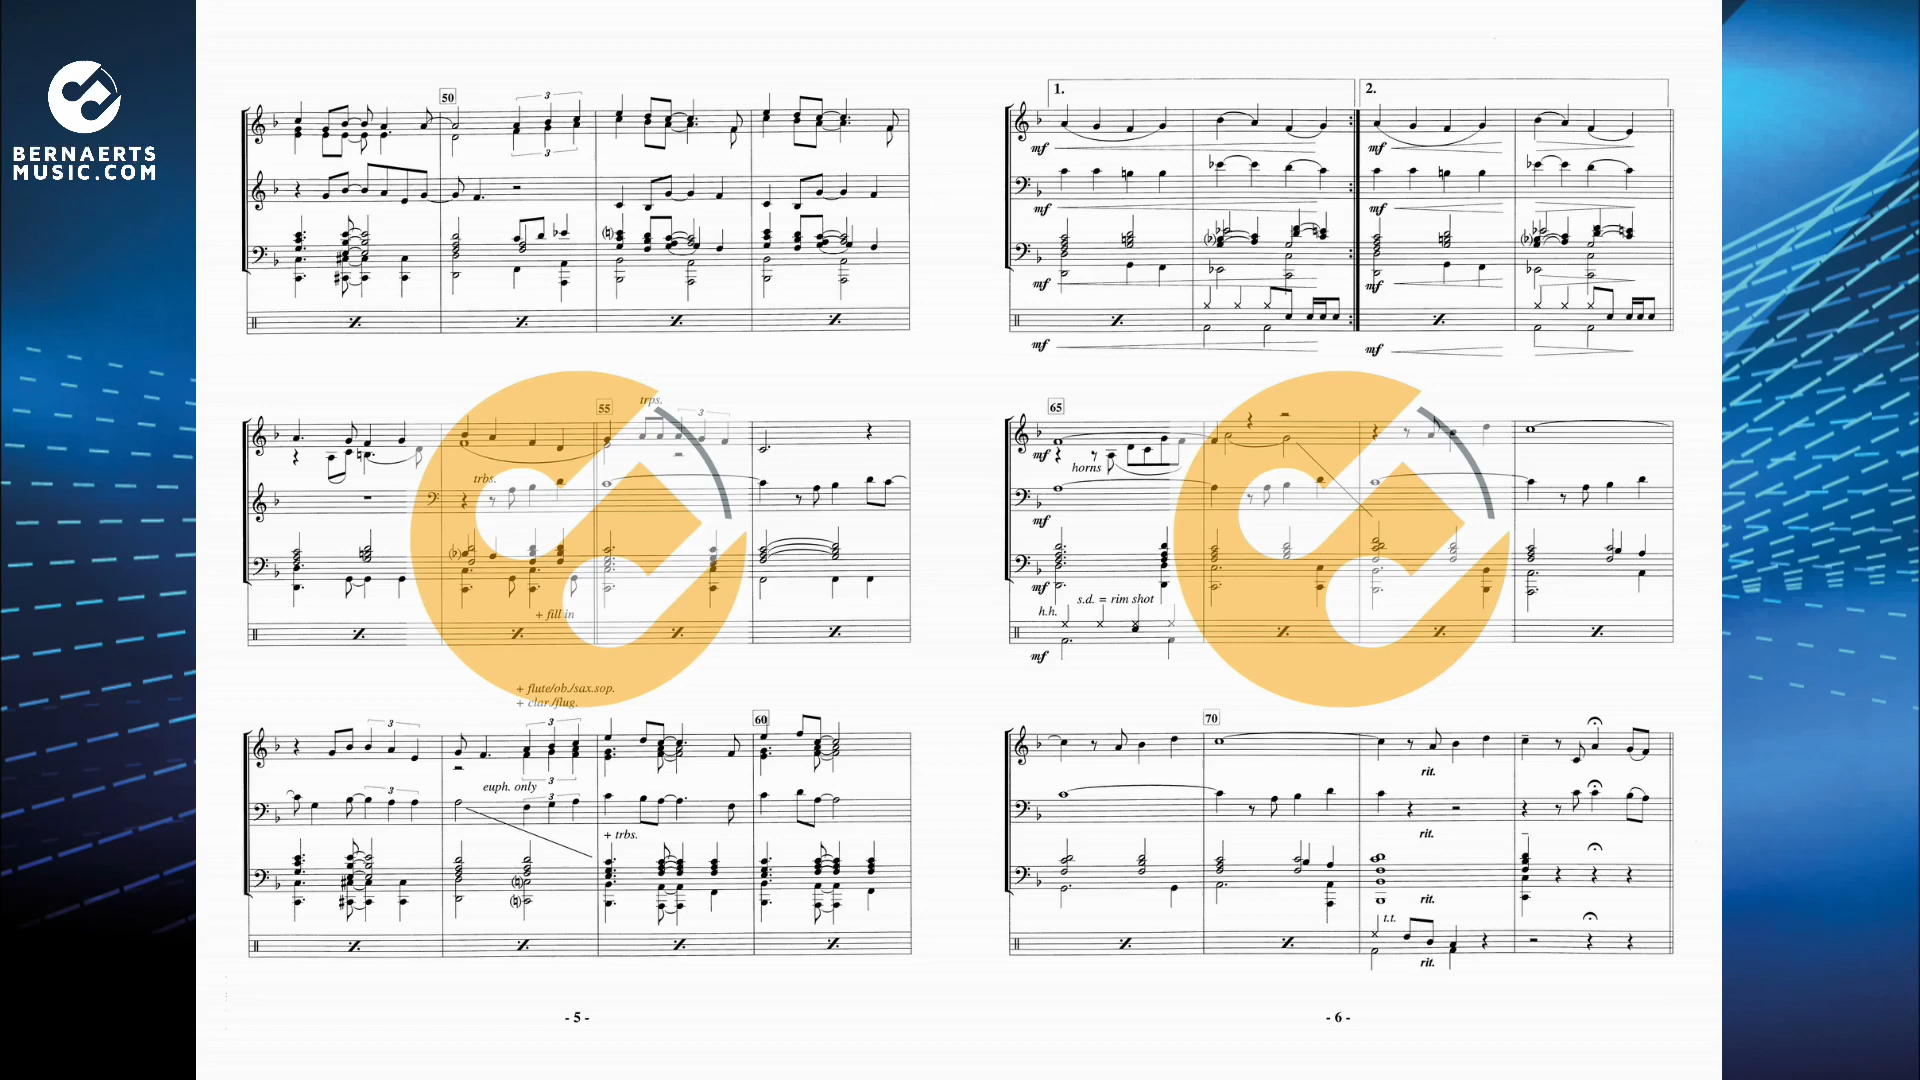 BERNAERTS
MUSIC.COM
50
3
3
55
trps.
3
trbs.
+ fill in
+ flute/ob./sax.sop.
+ clar./flug.
3
3
60
euph. only
3
3
3
+ trbs.
- 5 -
1.
2.
mf
mf
mf
mf
mf
mf
mf
mf
65
mf
horns
mf
mf
s.d. = rim shot
h.h.
mf
70
rit.
rit.
rit.
t.t.
rit.
- 6 -